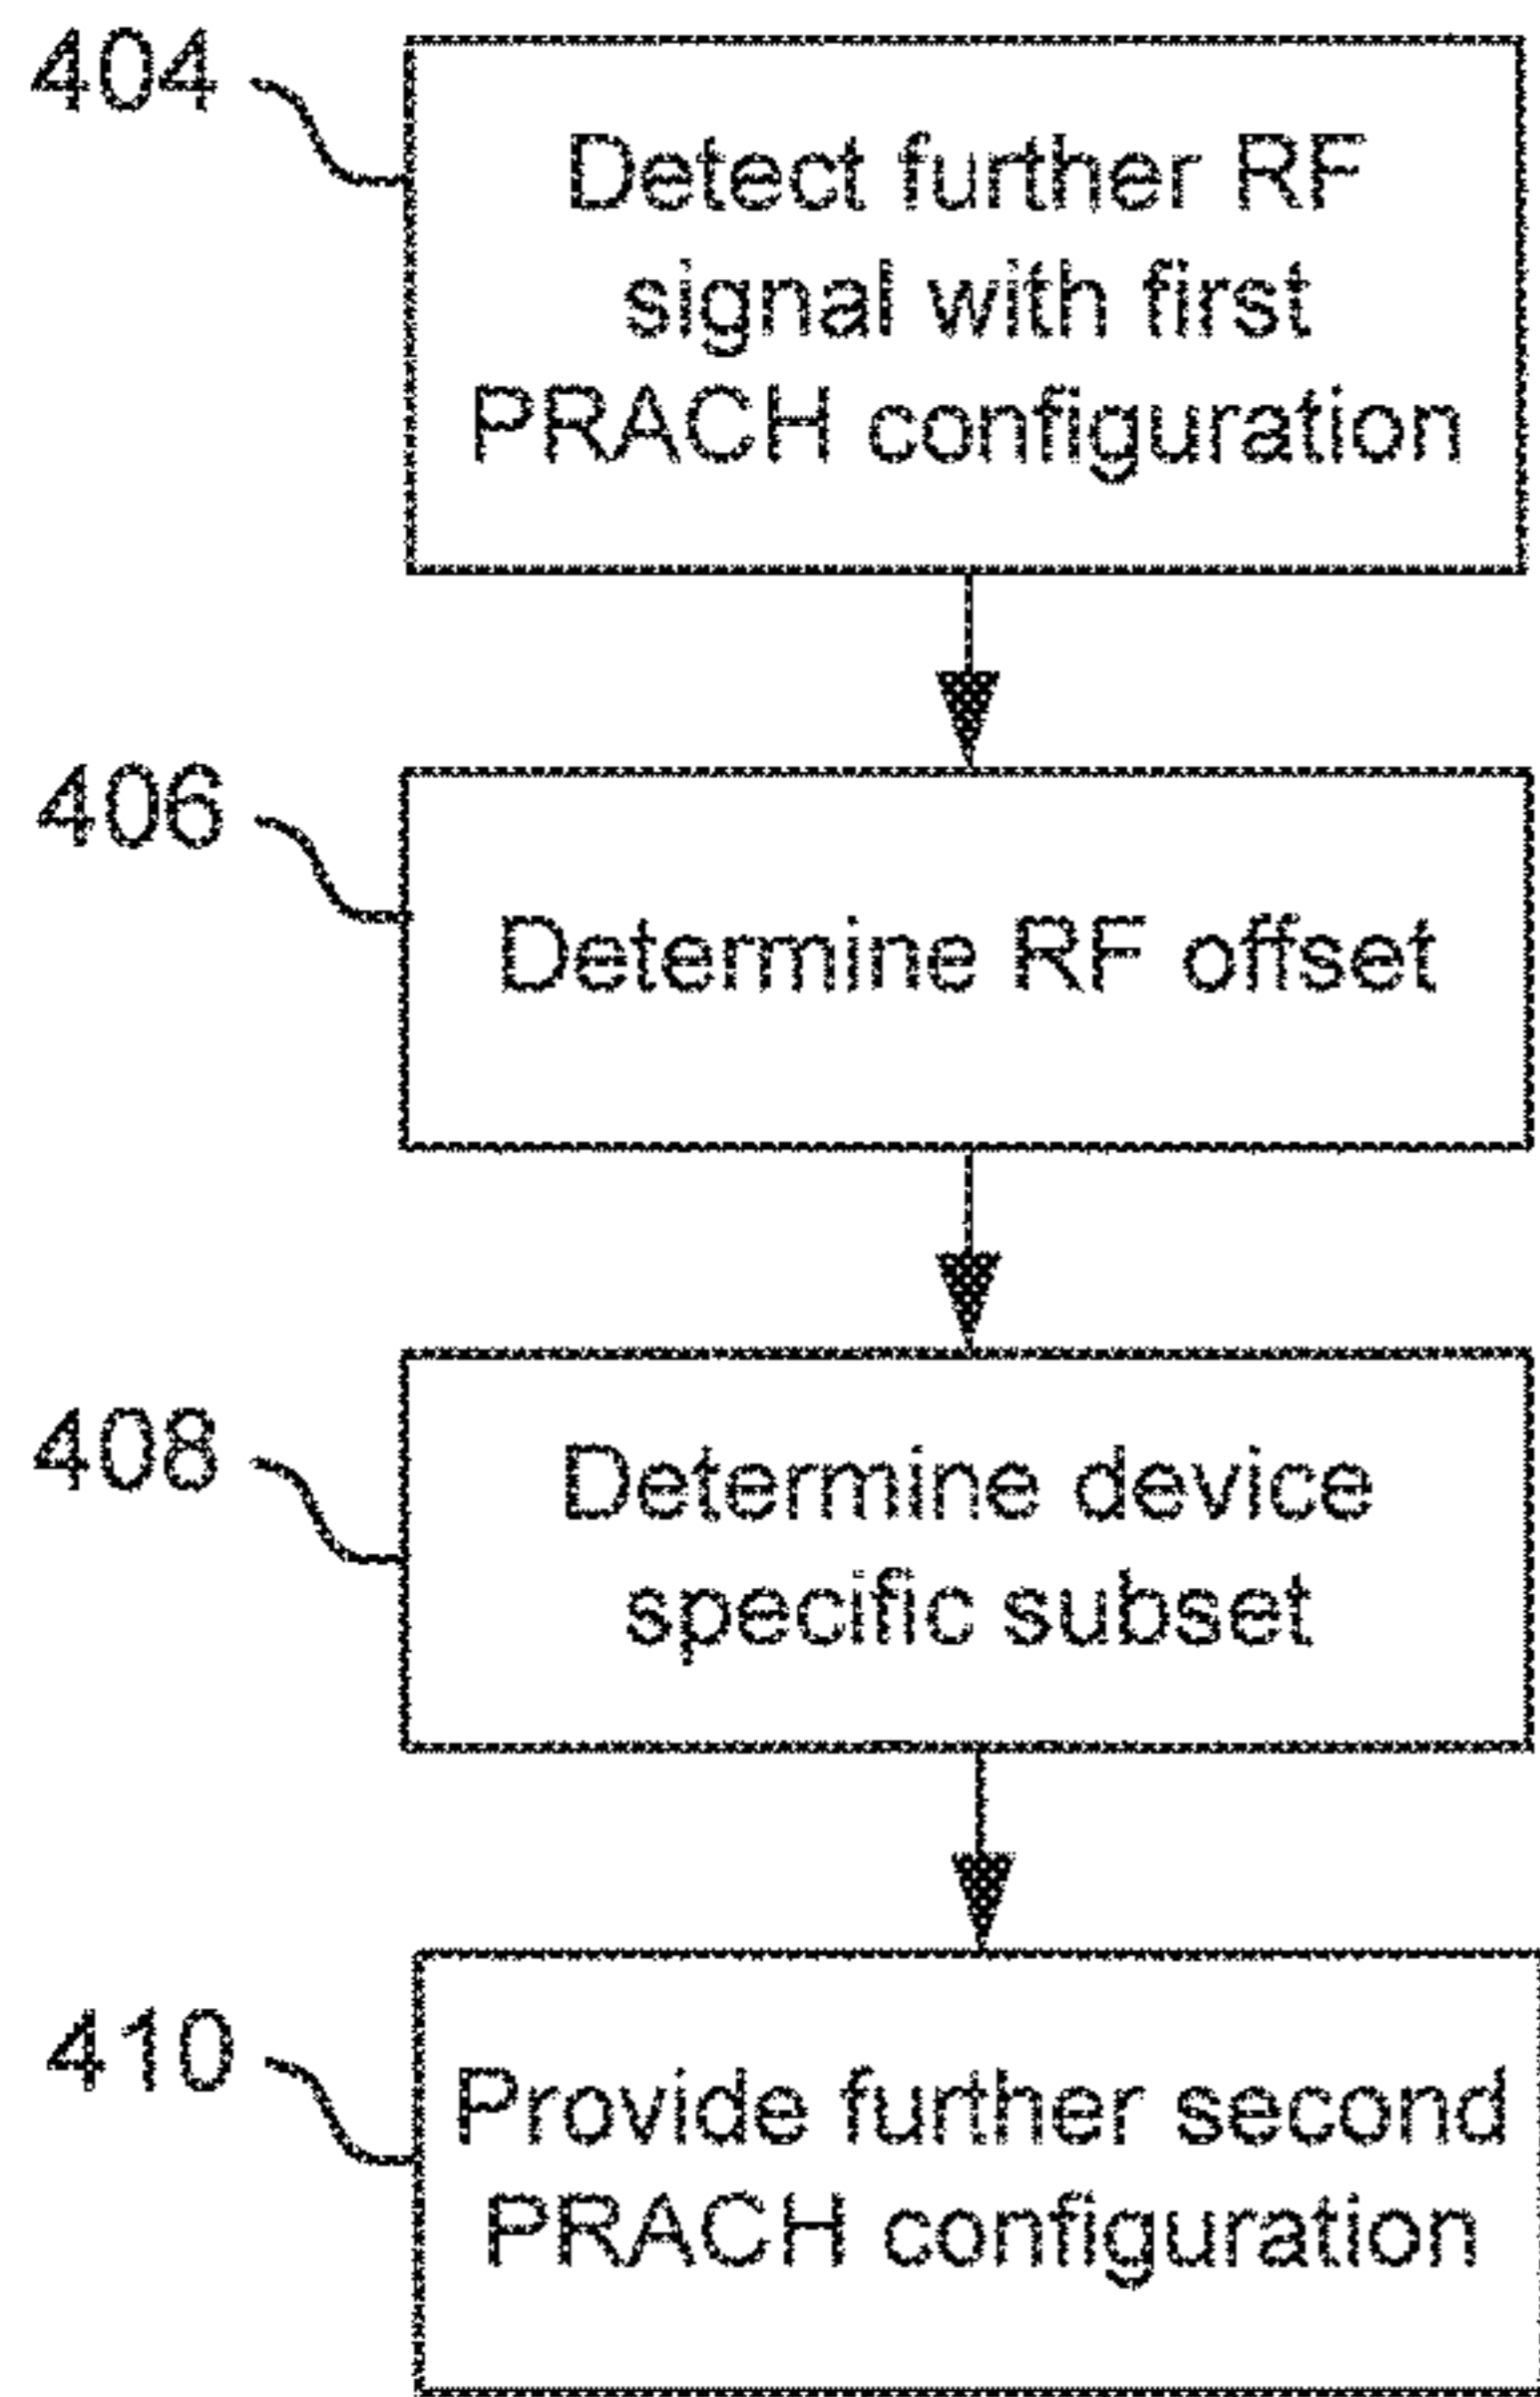 404
Detect further RF
signal with first
PRACH configuration
406
Determine RF offset
408
Determine device
specific subset
410
Provide further second
PRACH configuration